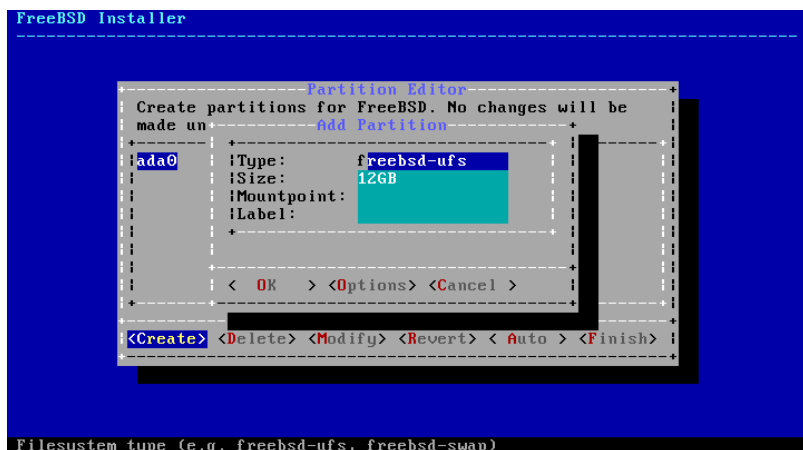 FreeBSD Installer
Partition Editor
Create partitions for FreeBSD. No changes will be
made un
Add Partition
ada0
Type: freebsd-ufs
Size: 12GB
Mountpoint:
Label:
< OK > <Options> <Cancel >
<Create> <Delete> <Modify> <Revert> < Auto > <Finish>
Filesystem type (e.g. freebsd-ufs, freebsd-swap)